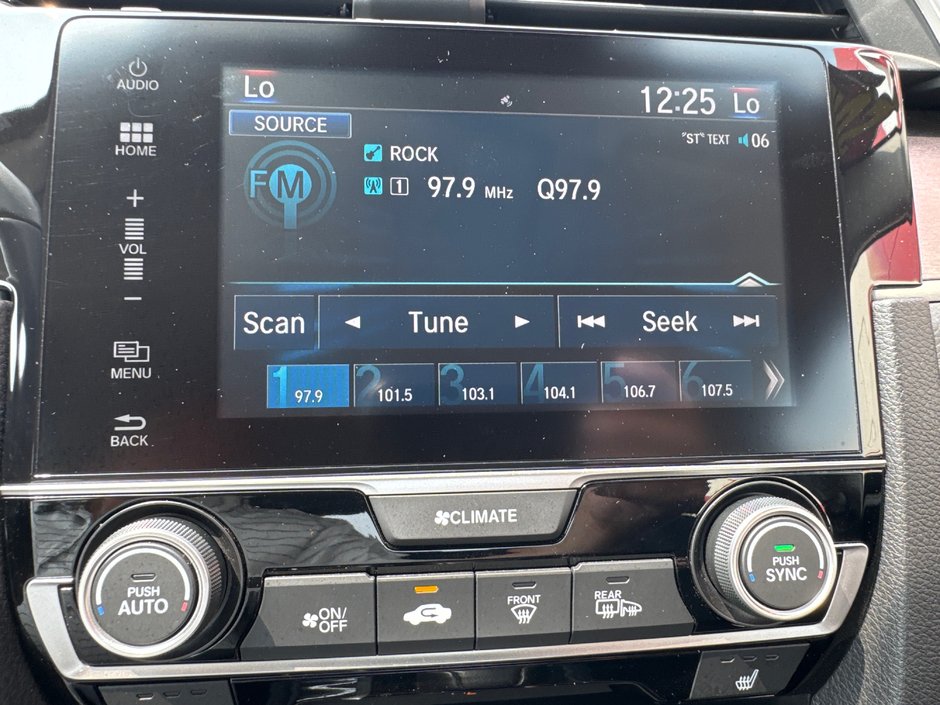 AUDIO
HOME
+
VOL
−
MENU
BACK
Lo 12:25 Lo
SOURCE "ST" TEXT 06
FM
ROCK
1 97.9 MHz Q97.9
Scan Tune Seek
1 97.9 2 101.5 3 103.1 4 104.1 5 106.7 6 107.5
CLIMATE
PUSH
AUTO
ON/
OFF
FRONT
REAR
PUSH
SYNC